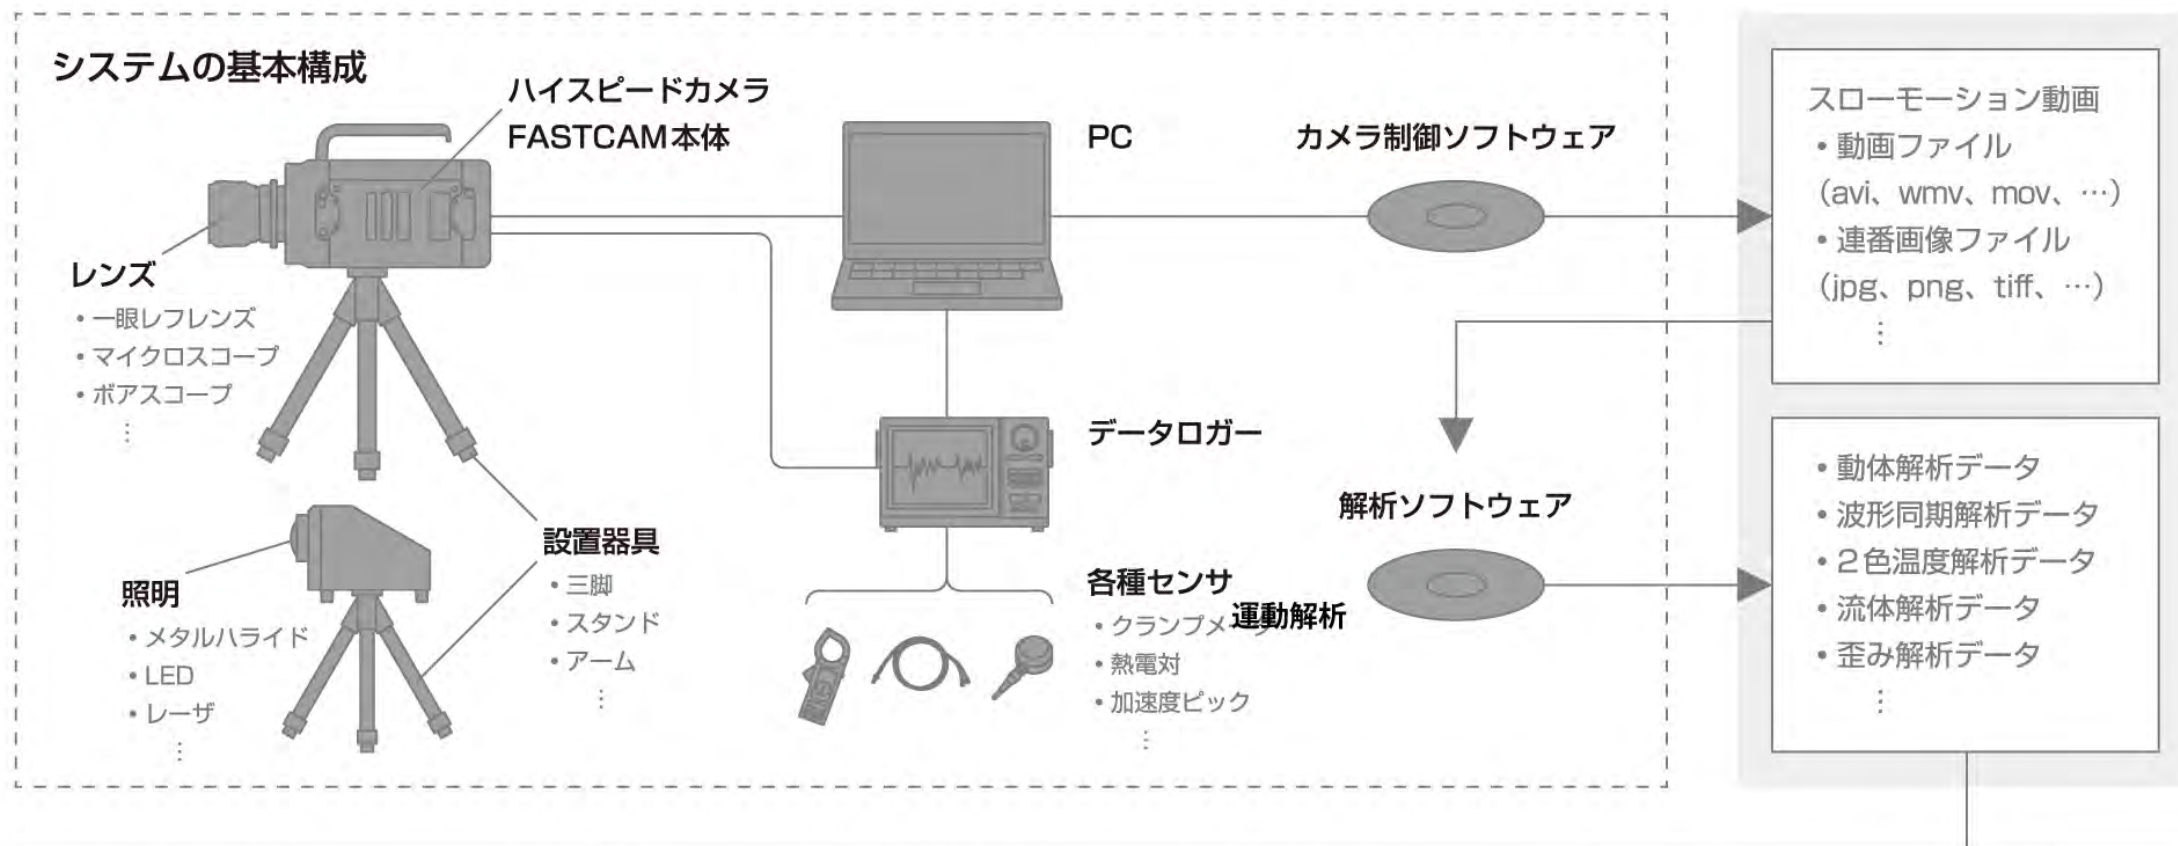 システムの基本構成
ハイスピードカメラ
FASTCAM本体
レンズ
・一眼レフレンズ
・マイクロスコープ
・ボアスコープ
⋮
照明
・メタルハライド
・LED
・レーザ
⋮
設置器具
・三脚
・スタンド
・アーム
⋮
PC
データロガー
各種センサ
・クランプメータ
・熱電対
・加速度ピック
⋮
カメラ制御ソフトウェア
解析ソフトウェア
運動解析
スローモーション動画
・動画ファイル
(avi、wmv、mov、…)
・連番画像ファイル
(jpg、png、tiff、…)
⋮
・動体解析データ
・波形同期解析データ
・2色温度解析データ
・流体解析データ
・歪み解析データ
⋮